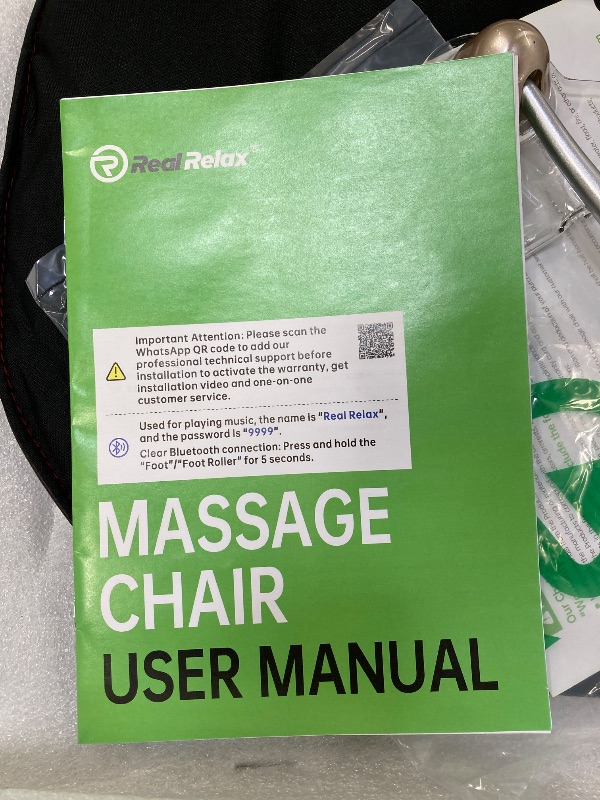 Real Relax
Important Attention: Please scan the
WhatsApp QR code to add our
professional technical support before
installation to activate the warranty, get
installation video and one-on-one
customer service.
Used for playing music, the name is "Real Relax",
and the password is "9999".
Clear Bluetooth connection: Press and hold the
"Foot"/"Foot Roller" for 5 seconds.
MASSAGE
CHAIR
USER MANUAL